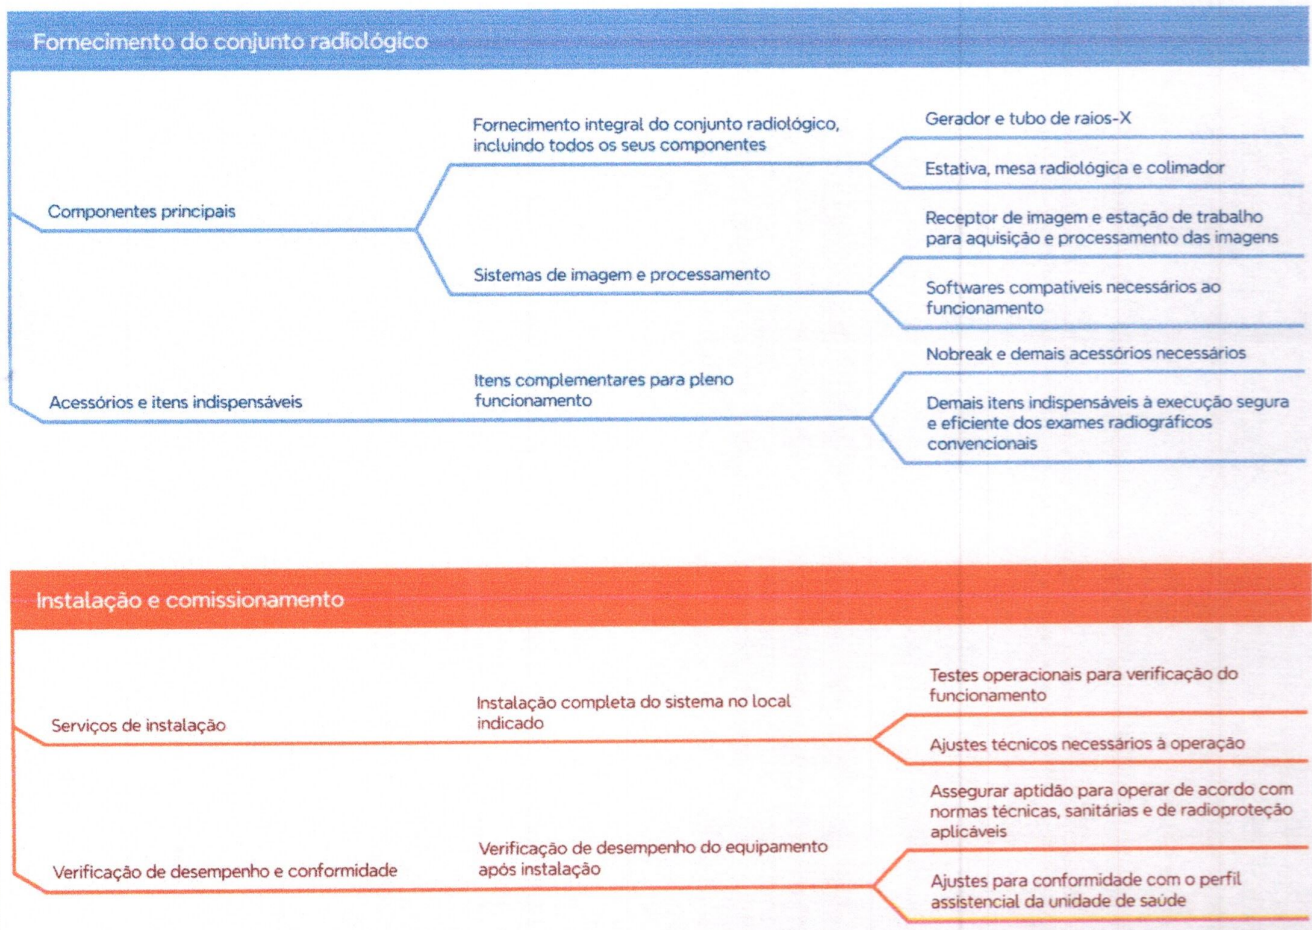 Fornecimento do conjunto radiológico
Fornecimento integral do conjunto radiológico,
incluindo todos os seus componentes
Gerador e tubo de raios-X
Estativa, mesa radiológica e colimador
Componentes principais
Receptor de imagem e estação de trabalho
para aquisição e processamento das imagens
Sistemas de imagem e processamento
Softwares compatíveis necessários ao
funcionamento
Nobreak e demais acessórios necessários
Itens complementares para pleno
funcionamento
Acessórios e itens indispensáveis
Demais itens indispensáveis à execução segura
e eficiente dos exames radiográficos
convencionais
Instalação e comissionamento
Testes operacionais para verificação do
funcionamento
Serviços de instalação
Instalação completa do sistema no local
indicado
Ajustes técnicos necessários à operação
Assegurar aptidão para operar de acordo com
normas técnicas, sanitárias e de radioproteção
aplicáveis
Verificação de desempenho e conformidade
Verificação de desempenho do equipamento
após instalação
Ajustes para conformidade com o perfil
assistencial da unidade de saúde